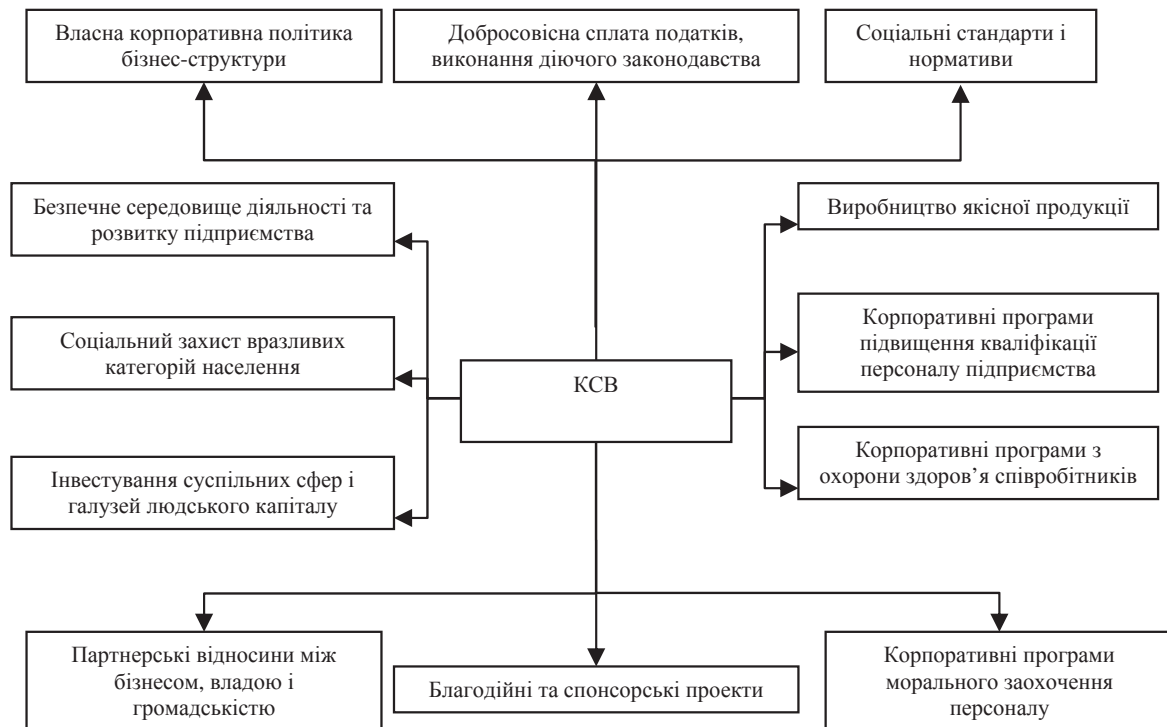 Власна корпоративна політика
бізнес-структури
Добросовісна сплата податків,
виконання діючого законодавства
Соціальні стандарти і
нормативи
Безпечне середовище діяльності та
розвитку підприємства
Виробництво якісної продукції
Соціальний захист вразливих
категорій населення
Корпоративні програми
підвищення кваліфікації
персоналу підприємства
КСВ
Інвестування суспільних сфер і
галузей людського капіталу
Корпоративні програми з
охорони здоров’я співробітників
Партнерські відносини між
бізнесом, владою і
громадськістю
Благодійні та спонсорські проекти
Корпоративні програми
морального заохочення
персоналу